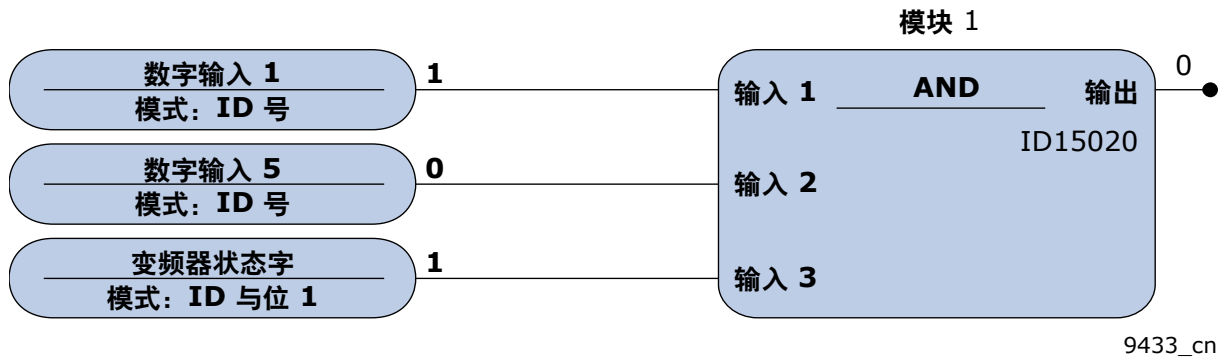 模块 1
数字输入 1
模式：ID 号
1
数字输入 5
模式：ID 号
0
变频器状态字
模式：ID 与位 1
1
输入 1
AND
输出
0
ID15020
输入 2
输入 3
9433_cn